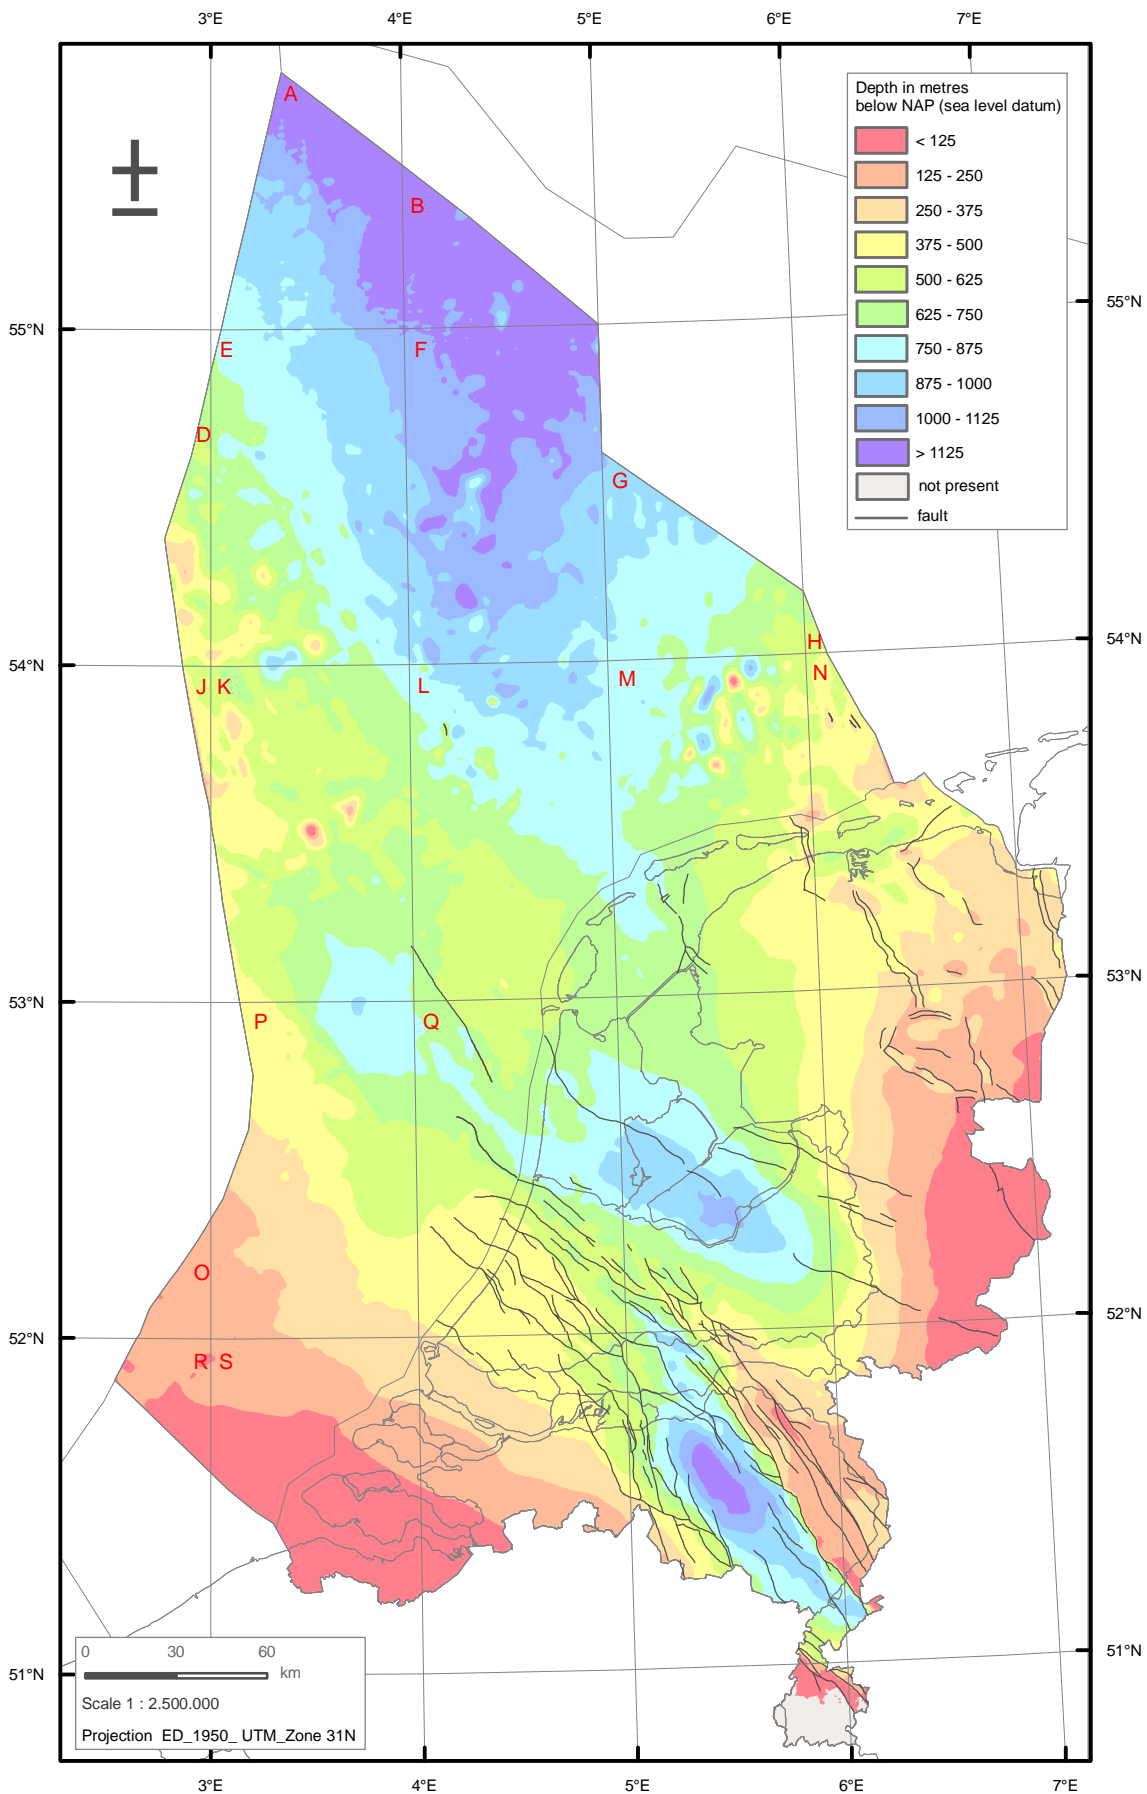 3°E 4°E 5°E 6°E 7°E
Depth in metres
below NAP (sea level datum)
< 125
125 - 250
250 - 375
375 - 500
500 - 625
625 - 750
750 - 875
875 - 1000
1000 - 1125
> 1125
not present
fault
A
B
55°N 55°N
E F
D
G
H
54°N 54°N
J K L M N
53°N 53°N
P Q
O
52°N 52°N
R S
51°N 51°N
0 30 60
km
Scale 1 : 2.500.000
Projection ED_1950_ UTM_Zone 31N
3°E 4°E 5°E 6°E 7°E